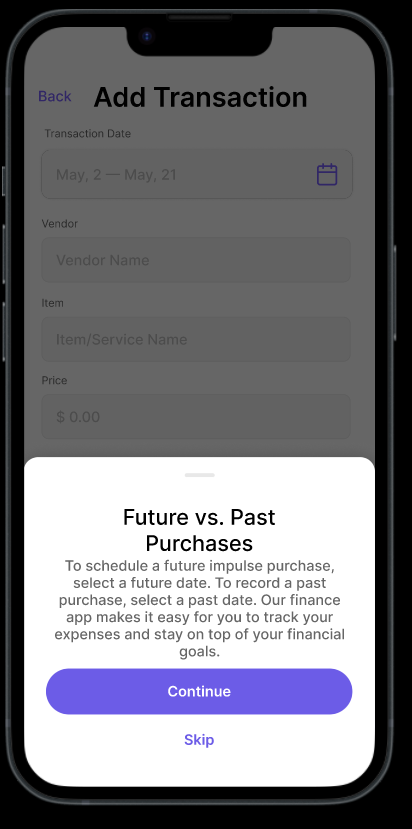 Back
Add Transaction
Transaction Date
May, 2 — May, 21
Vendor
Vendor Name
Item
Item/Service Name
Price
$ 0.00
Future vs. Past
Purchases
To schedule a future impulse purchase,
select a future date. To record a past
purchase, select a past date. Our finance
app makes it easy for you to track your
expenses and stay on top of your financial
goals.
Continue
Skip